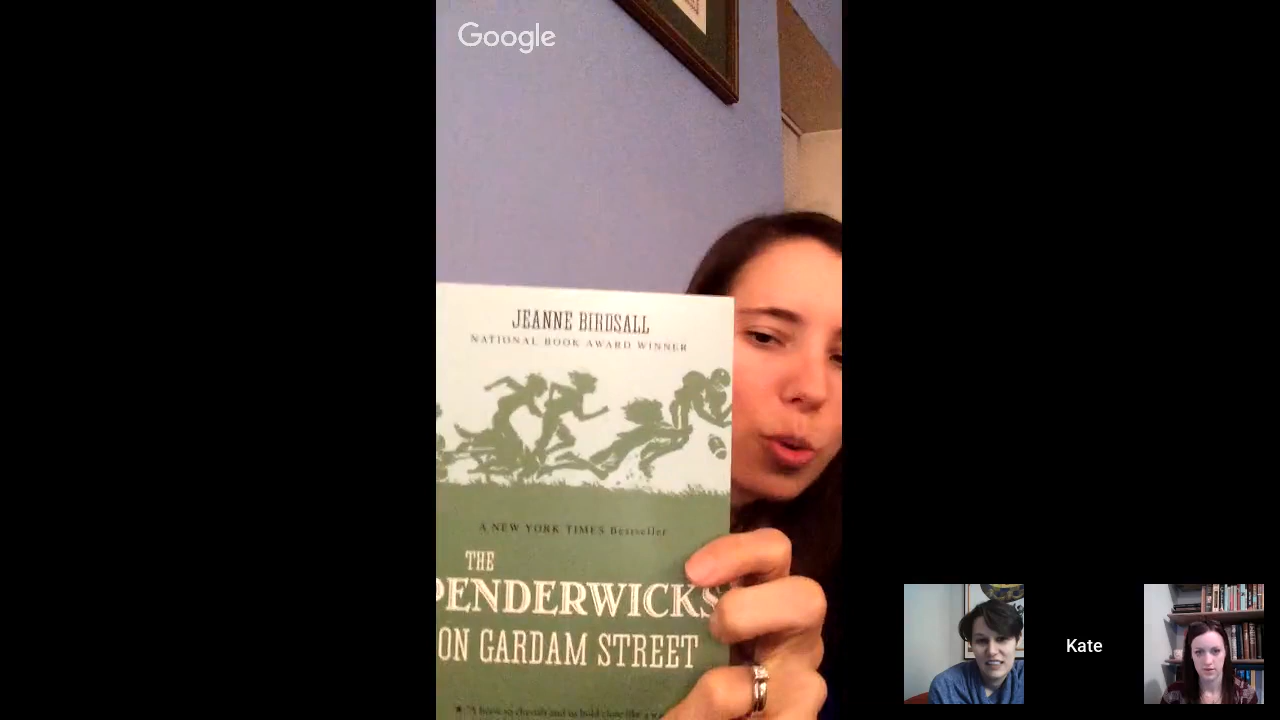 Google
JEANNE BIRDSALL
NATIONAL BOOK AWARD WINNER
A NEW YORK TIMES Bestseller
THE
PENDERWICKS
ON GARDAM STREET
Kate